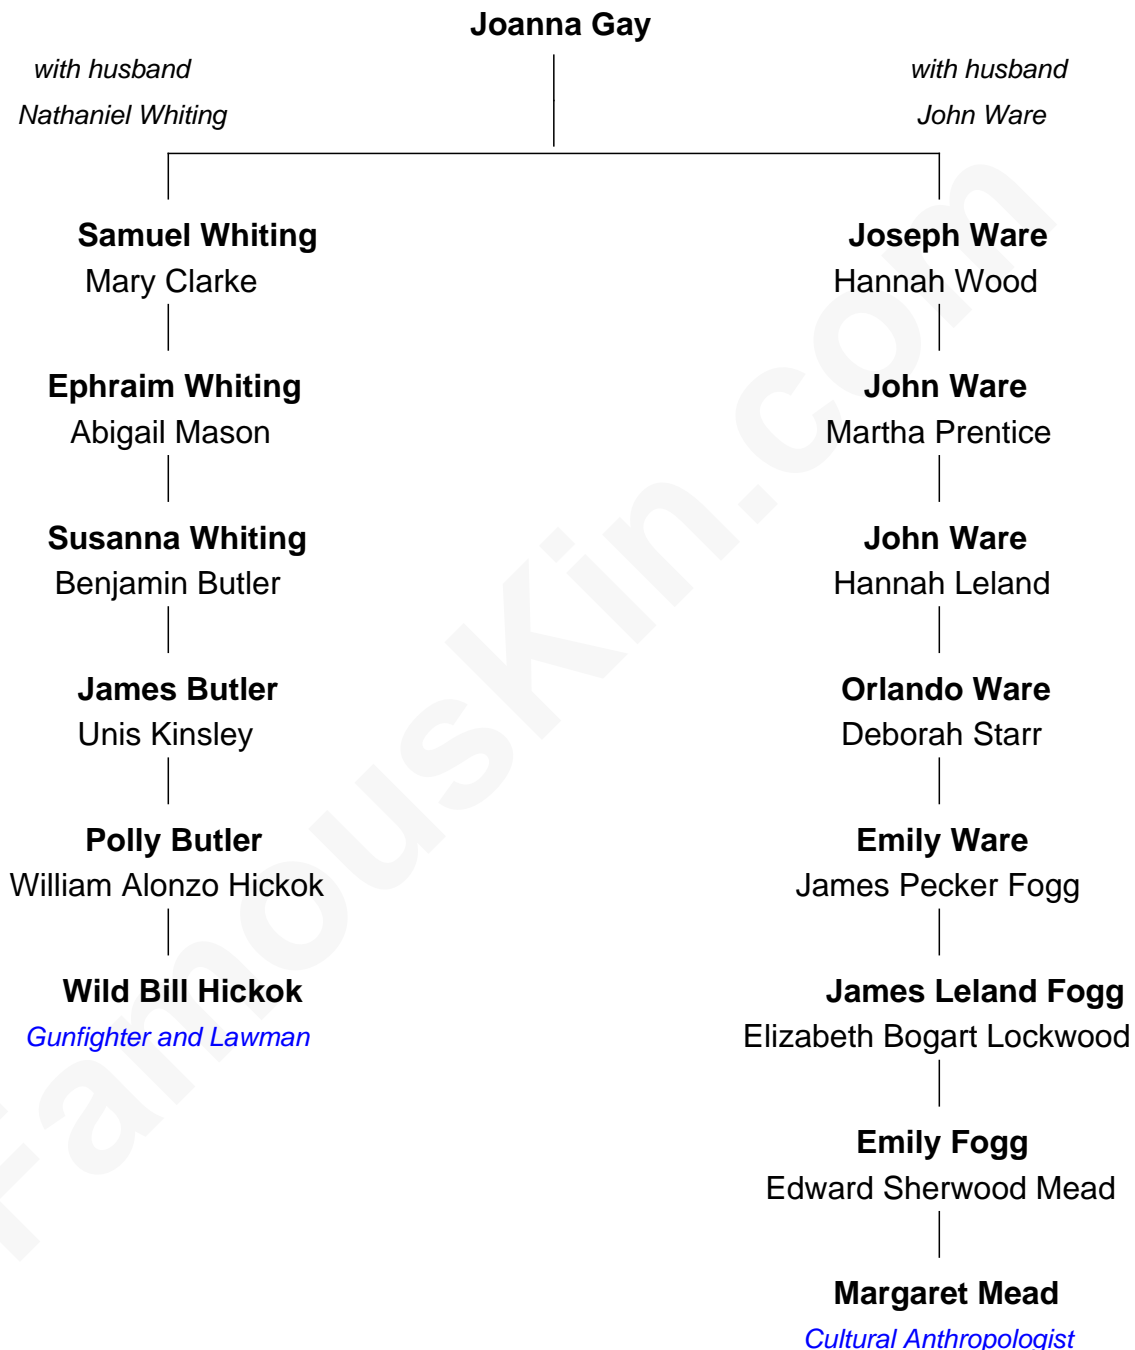 Joanna Gay
with husband
Nathaniel Whiting
with husband
John Ware
Samuel Whiting
Mary Clarke
Joseph Ware
Hannah Wood
Ephraim Whiting
Abigail Mason
John Ware
Martha Prentice
Susanna Whiting
Benjamin Butler
John Ware
Hannah Leland
James Butler
Unis Kinsley
Orlando Ware
Deborah Starr
Polly Butler
William Alonzo Hickok
Emily Ware
James Pecker Fogg
Wild Bill Hickok
Gunfighter and Lawman
James Leland Fogg
Elizabeth Bogart Lockwood
Emily Fogg
Edward Sherwood Mead
Margaret Mead
Cultural Anthropologist
FamousKin.com